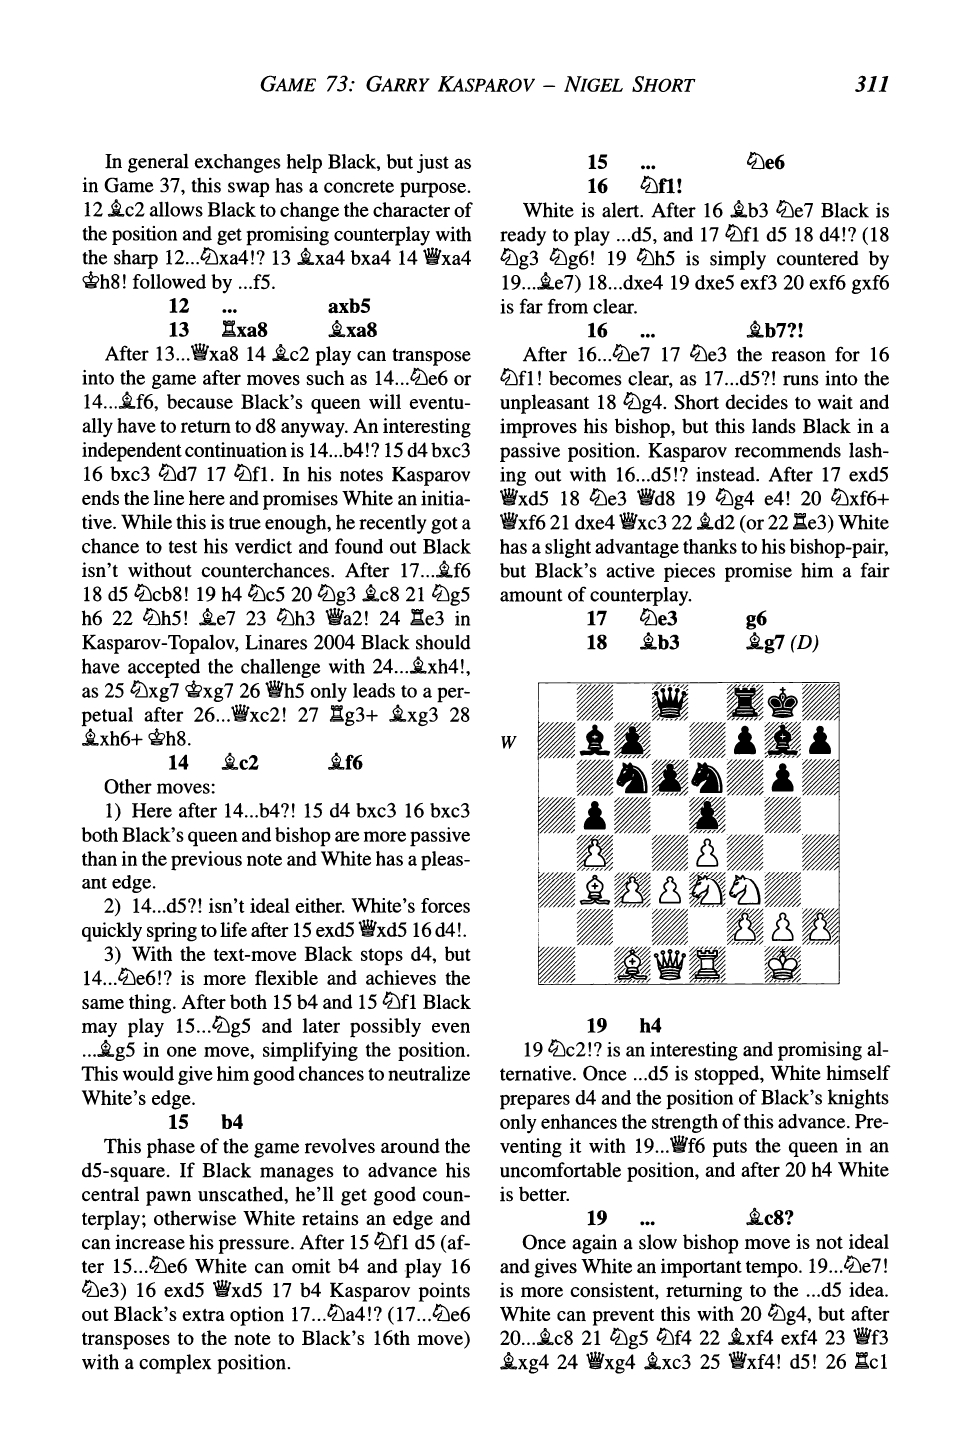 GAME 73: GARRY KASPAROV – NIGEL SHORT 311
In general exchanges help Black, but just as
in Game 37, this swap has a concrete purpose.
12 ♗c2 allows Black to change the character of
the position and get promising counterplay with
the sharp 12...♘xa4!? 13 ♗xa4 bxa4 14 ♕xa4
♔h8! followed by ...f5.
12 ... axb5
13 ♖xa8 ♗xa8
After 13...♕xa8 14 ♗c2 play can transpose
into the game after moves such as 14...♘e6 or
14...♗f6, because Black's queen will eventu-
ally have to return to d8 anyway. An interesting
independent continuation is 14...b4!? 15 d4 bxc3
16 bxc3 ♘d7 17 ♘f1. In his notes Kasparov
ends the line here and promises White an initia-
tive. While this is true enough, he recently got a
chance to test his verdict and found out Black
isn't without counterchances. After 17...♗f6
18 d5 ♘cb8! 19 h4 ♘c5 20 ♘g3 ♗c8 21 ♘g5
h6 22 ♘h5! ♗e7 23 ♘h3 ♕a2! 24 ♖e3 in
Kasparov-Topalov, Linares 2004 Black should
have accepted the challenge with 24...♗xh4!,
as 25 ♘xg7 ♔xg7 26 ♕h5 only leads to a per-
petual after 26...♕xc2! 27 ♖g3+ ♗xg3 28
♗xh6+ ♔h8.
14 ♗c2 ♗f6
Other moves:
1) Here after 14...b4?! 15 d4 bxc3 16 bxc3
both Black's queen and bishop are more passive
than in the previous note and White has a pleas-
ant edge.
2) 14...d5?! isn't ideal either. White's forces
quickly spring to life after 15 exd5 ♕xd5 16 d4!.
3) With the text-move Black stops d4, but
14...♘e6!? is more flexible and achieves the
same thing. After both 15 b4 and 15 ♘f1 Black
may play 15...♘g5 and later possibly even
...♗g5 in one move, simplifying the position.
This would give him good chances to neutralize
White's edge.
15 b4
This phase of the game revolves around the
d5-square. If Black manages to advance his
central pawn unscathed, he'll get good coun-
terplay; otherwise White retains an edge and
can increase his pressure. After 15 ♘f1 d5 (af-
ter 15...♘e6 White can omit b4 and play 16
♘e3) 16 exd5 ♕xd5 17 b4 Kasparov points
out Black's extra option 17...♘a4!? (17...♘e6
transposes to the note to Black's 16th move)
with a complex position.
15 ... ♘e6
16 ♘f1!
White is alert. After 16 ♗b3 ♘e7 Black is
ready to play ...d5, and 17 ♘f1 d5 18 d4!? (18
♘g3 ♘g6! 19 ♘h5 is simply countered by
19...♗e7) 18...dxe4 19 dxe5 exf3 20 exf6 gxf6
is far from clear.
16 ... ♗b7?!
After 16...♘e7 17 ♘e3 the reason for 16
♘f1! becomes clear, as 17...d5?! runs into the
unpleasant 18 ♘g4. Short decides to wait and
improves his bishop, but this lands Black in a
passive position. Kasparov recommends lash-
ing out with 16...d5!? instead. After 17 exd5
♕xd5 18 ♘e3 ♕d8 19 ♘g4 e4! 20 ♘xf6+
♕xf6 21 dxe4 ♕xc3 22 ♗d2 (or 22 ♖e3) White
has a slight advantage thanks to his bishop-pair,
but Black's active pieces promise him a fair
amount of counterplay.
17 ♘e3 g6
18 ♗b3 ♗g7 (D)
W
19 h4
19 ♘c2!? is an interesting and promising al-
ternative. Once ...d5 is stopped, White himself
prepares d4 and the position of Black's knights
only enhances the strength of this advance. Pre-
venting it with 19...♕f6 puts the queen in an
uncomfortable position, and after 20 h4 White
is better.
19 ... ♗c8?
Once again a slow bishop move is not ideal
and gives White an important tempo. 19...♘e7!
is more consistent, returning to the ...d5 idea.
White can prevent this with 20 ♘g4, but after
20...♗c8 21 ♘g5 ♘f4 22 ♗xf4 exf4 23 ♕f3
♗xg4 24 ♕xg4 ♗xc3 25 ♕xf4! d5! 26 ♖c1